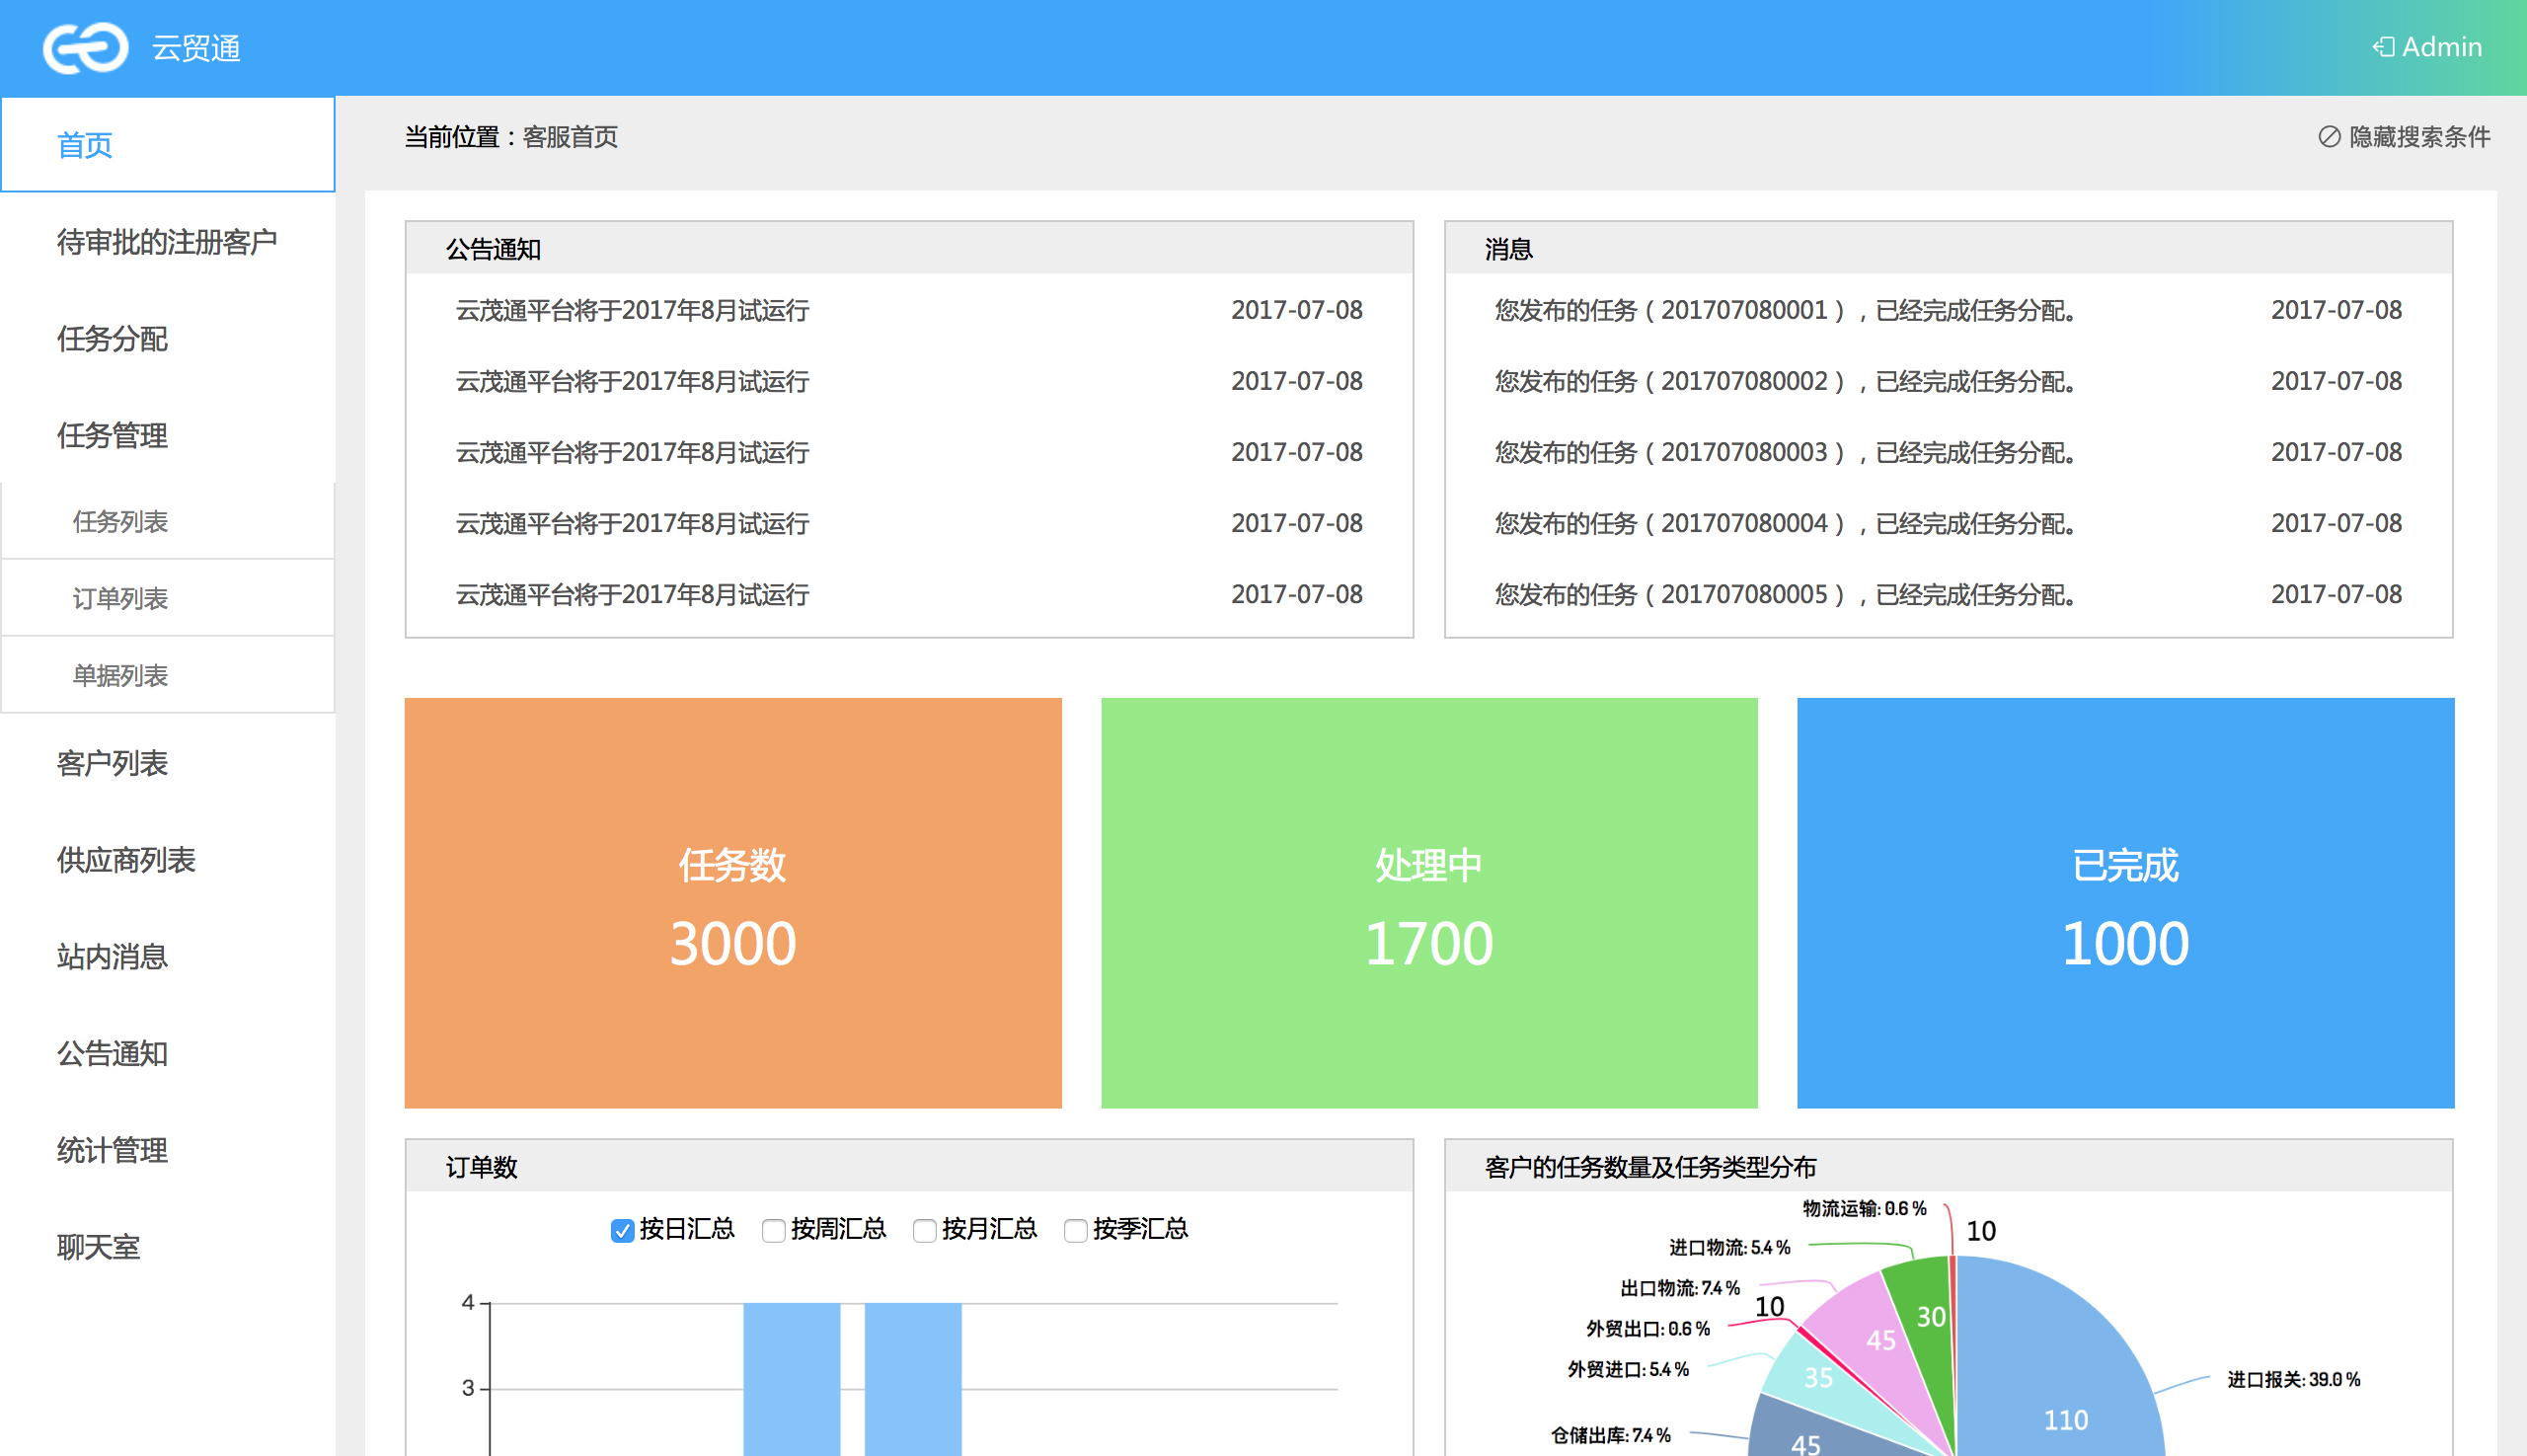 云贸通
Admin
首页
待审批的注册客户
任务分配
任务管理
任务列表
订单列表
单据列表
客户列表
供应商列表
站内消息
公告通知
统计管理
聊天室
当前位置：客服首页
隐藏搜索条件
公告通知
云茂通平台将于2017年8月试运行 2017-07-08
云茂通平台将于2017年8月试运行 2017-07-08
云茂通平台将于2017年8月试运行 2017-07-08
云茂通平台将于2017年8月试运行 2017-07-08
云茂通平台将于2017年8月试运行 2017-07-08
消息
您发布的任务（201707080001），已经完成任务分配。 2017-07-08
您发布的任务（201707080002），已经完成任务分配。 2017-07-08
您发布的任务（201707080003），已经完成任务分配。 2017-07-08
您发布的任务（201707080004），已经完成任务分配。 2017-07-08
您发布的任务（201707080005），已经完成任务分配。 2017-07-08
任务数
3000
处理中
1700
已完成
1000
订单数
按日汇总 按周汇总 按月汇总 按季汇总
4
3
客户的任务数量及任务类型分布
物流运输: 0.6 %
10
进口物流: 5.4 %
出口物流: 7.4 %
10
30
外贸出口: 0.6 %
45
外贸进口: 5.4 %
35
进口报关: 39.0 %
110
仓储出库: 7.4 %
45